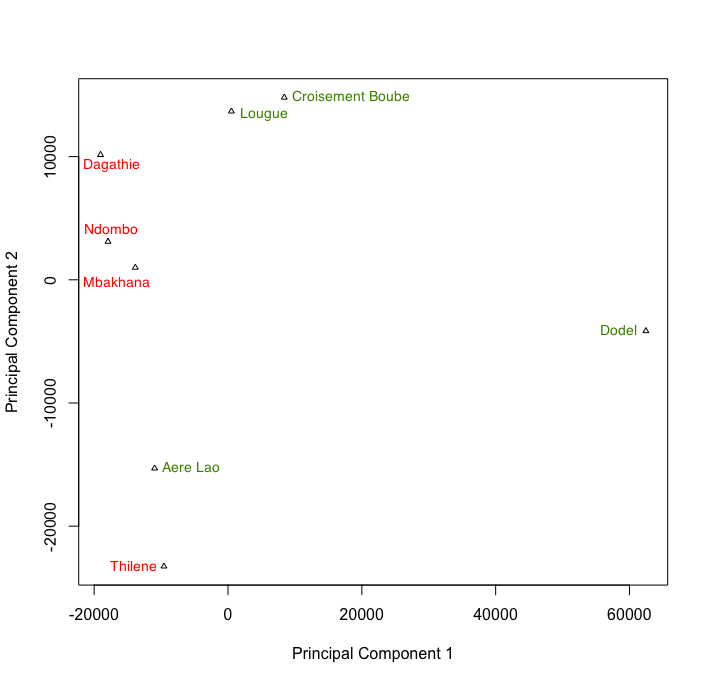 Croisement Boube
Lougue
Dagathie
Ndombo
Mbakhana
Dodel
Aere Lao
Thilene
10000
0
-10000
-20000
Principal Component 2
-20000
0
20000
40000
60000
Principal Component 1